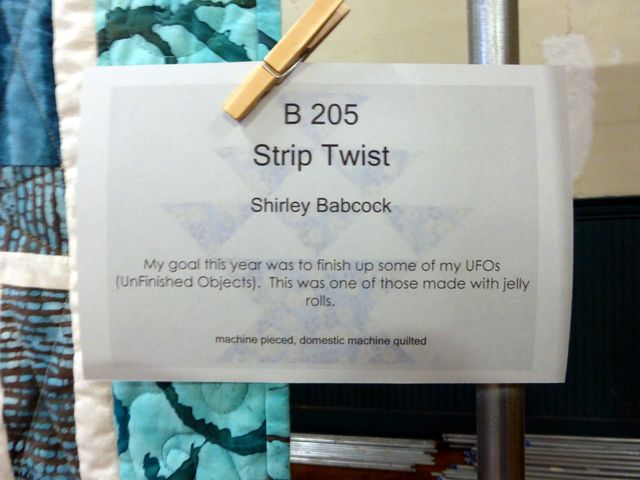 B 205
Strip Twist
Shirley Babcock
My goal this year was to finish up some of my UFOs
(UnFinished Objects).  This was one of those made with jelly
rolls.
machine pieced, domestic machine quilted